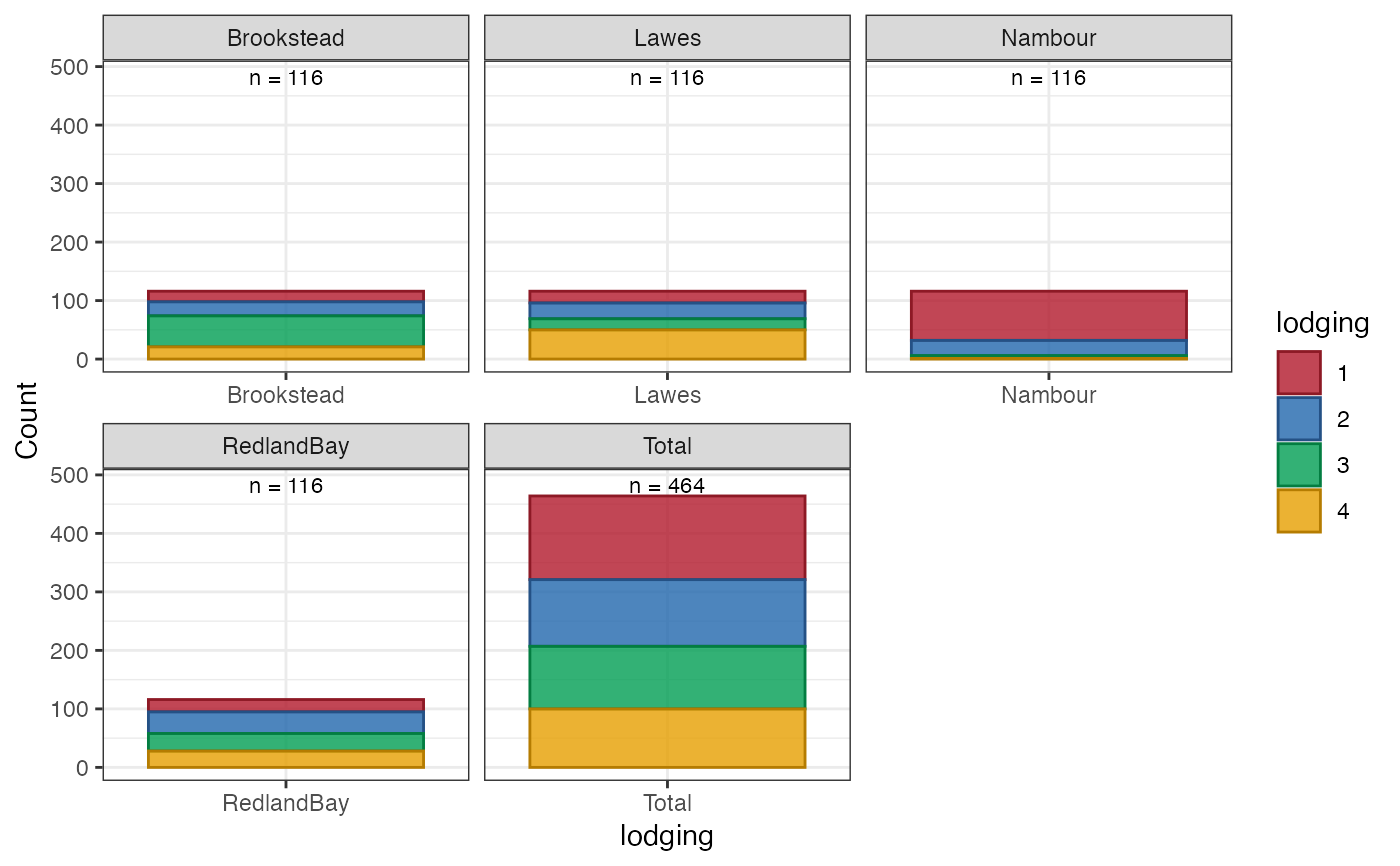 Brookstead
Lawes
Nambour
n = 116
n = 116
n = 116
500
400
300
200
100
0
Brookstead
Lawes
Nambour
Count
RedlandBay
Total
n = 116
n = 464
500
400
300
200
100
0
RedlandBay
Total
lodging
lodging
1
2
3
4